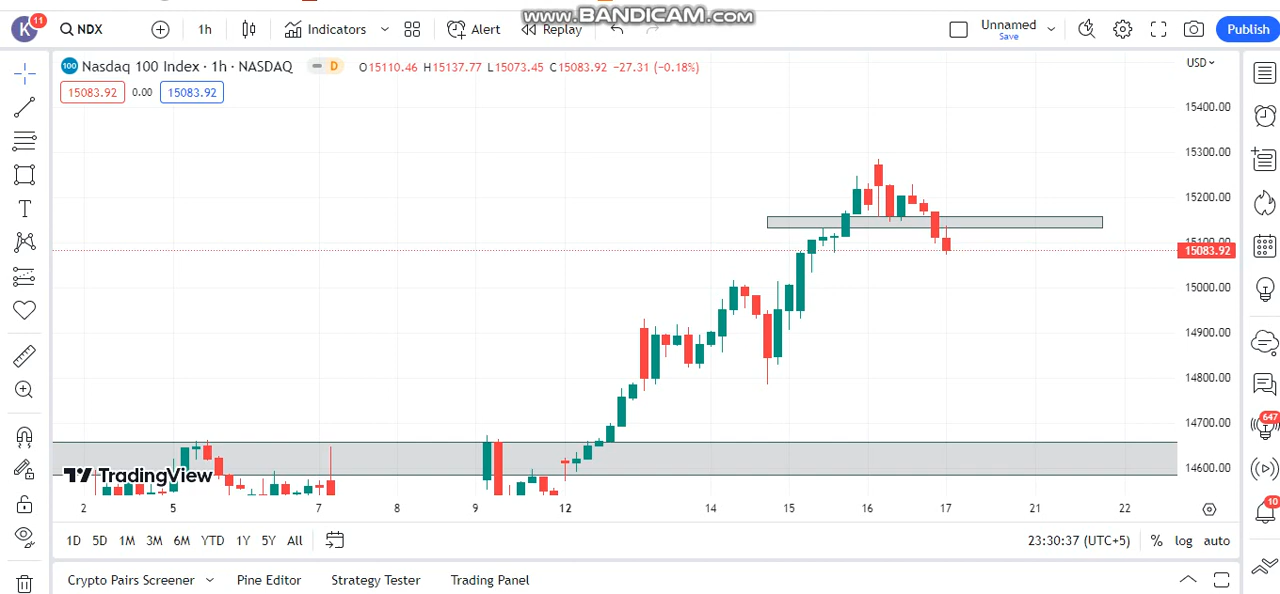 www.BANDICAM.com
K 11 NDX 1h Indicators Alert Replay Unnamed Save Publish
100 Nasdaq 100 Index · 1h · NASDAQ D O15110.46 H15137.77 L15073.45 C15083.92 −27.31 (−0.18%) USD
15083.92 0.00 15083.92
15400.00
15300.00
15200.00
15100.00
15083.92
15000.00
14900.00
14800.00
14700.00
647
14600.00
TradingView
2 5 7 8 9 12 14 15 16 17 21 22
10
1D 5D 1M 3M 6M YTD 1Y 5Y All 23:30:37 (UTC+5) % log auto
Crypto Pairs Screener Pine Editor Strategy Tester Trading Panel